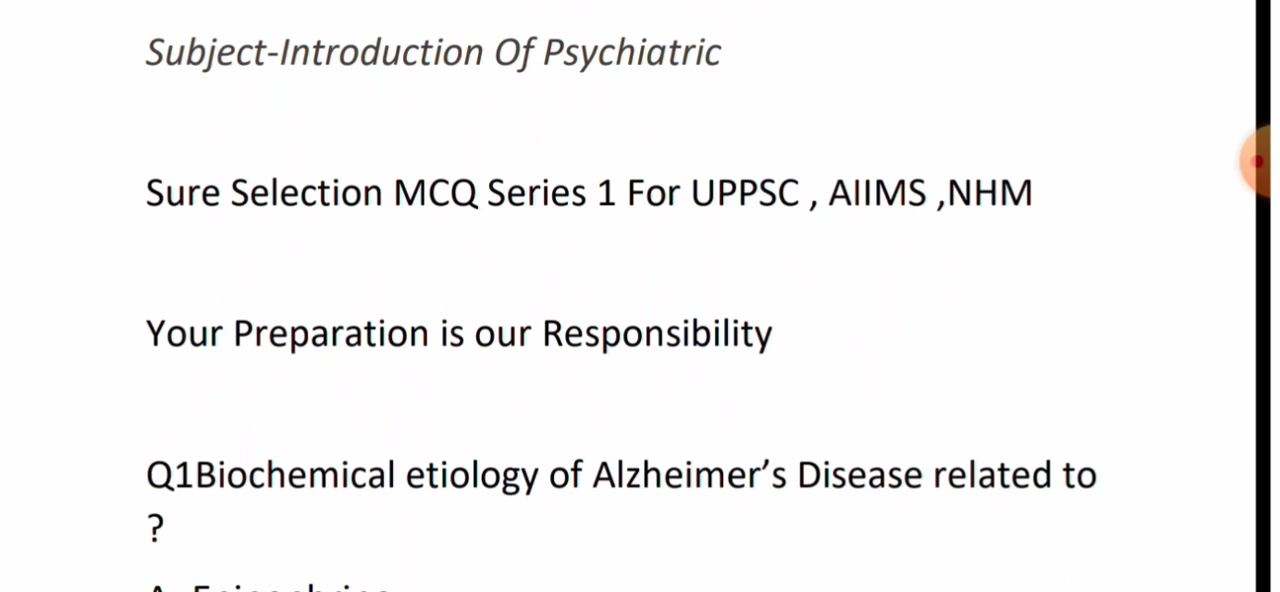 Subject-Introduction Of Psychiatric
Sure Selection MCQ Series 1 For UPPSC , AIIMS ,NHM
Your Preparation is our Responsibility
Q1Biochemical etiology of Alzheimer’s Disease related to
?